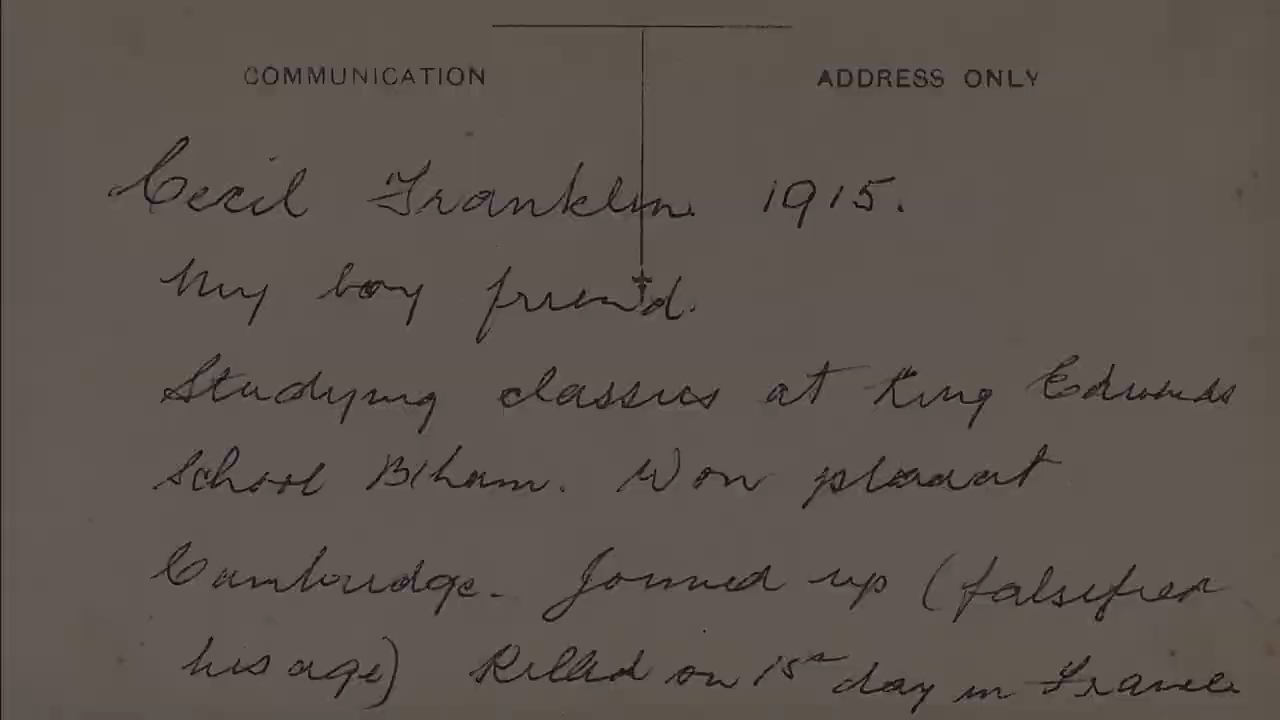 COMMUNICATION ADDRESS ONLY
Cecil Franklin. 1915.
My boy friend.
Studying classics at King Edwards
School B'ham. Won place at
Cambridge. Joined up (falsified
his age) Killed on 1st day in France